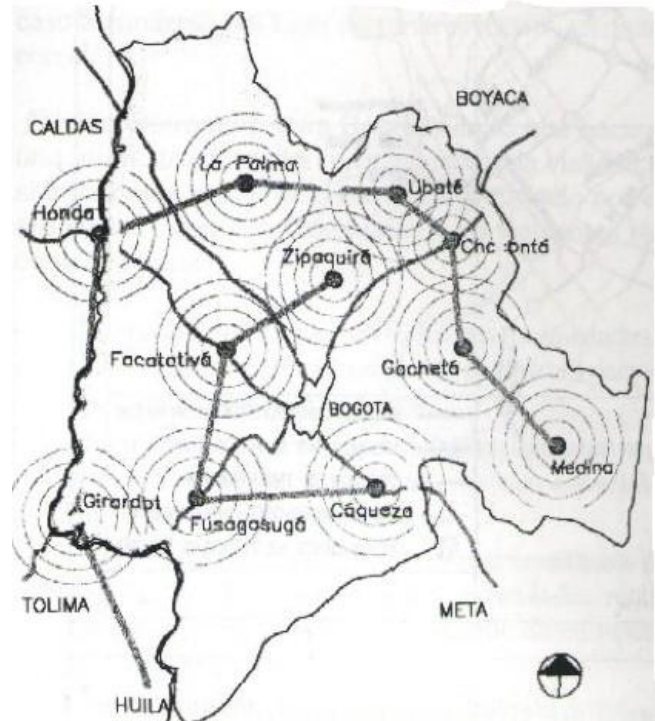 BOYACA
CALDAS
La Palma
Ubaté
Honda
Zipaquirá
Facatativá
Gachetá
BOGOTA
Medina
Girardot
Fusagasugá
Cáqueza
TOLIMA
META
HUILA